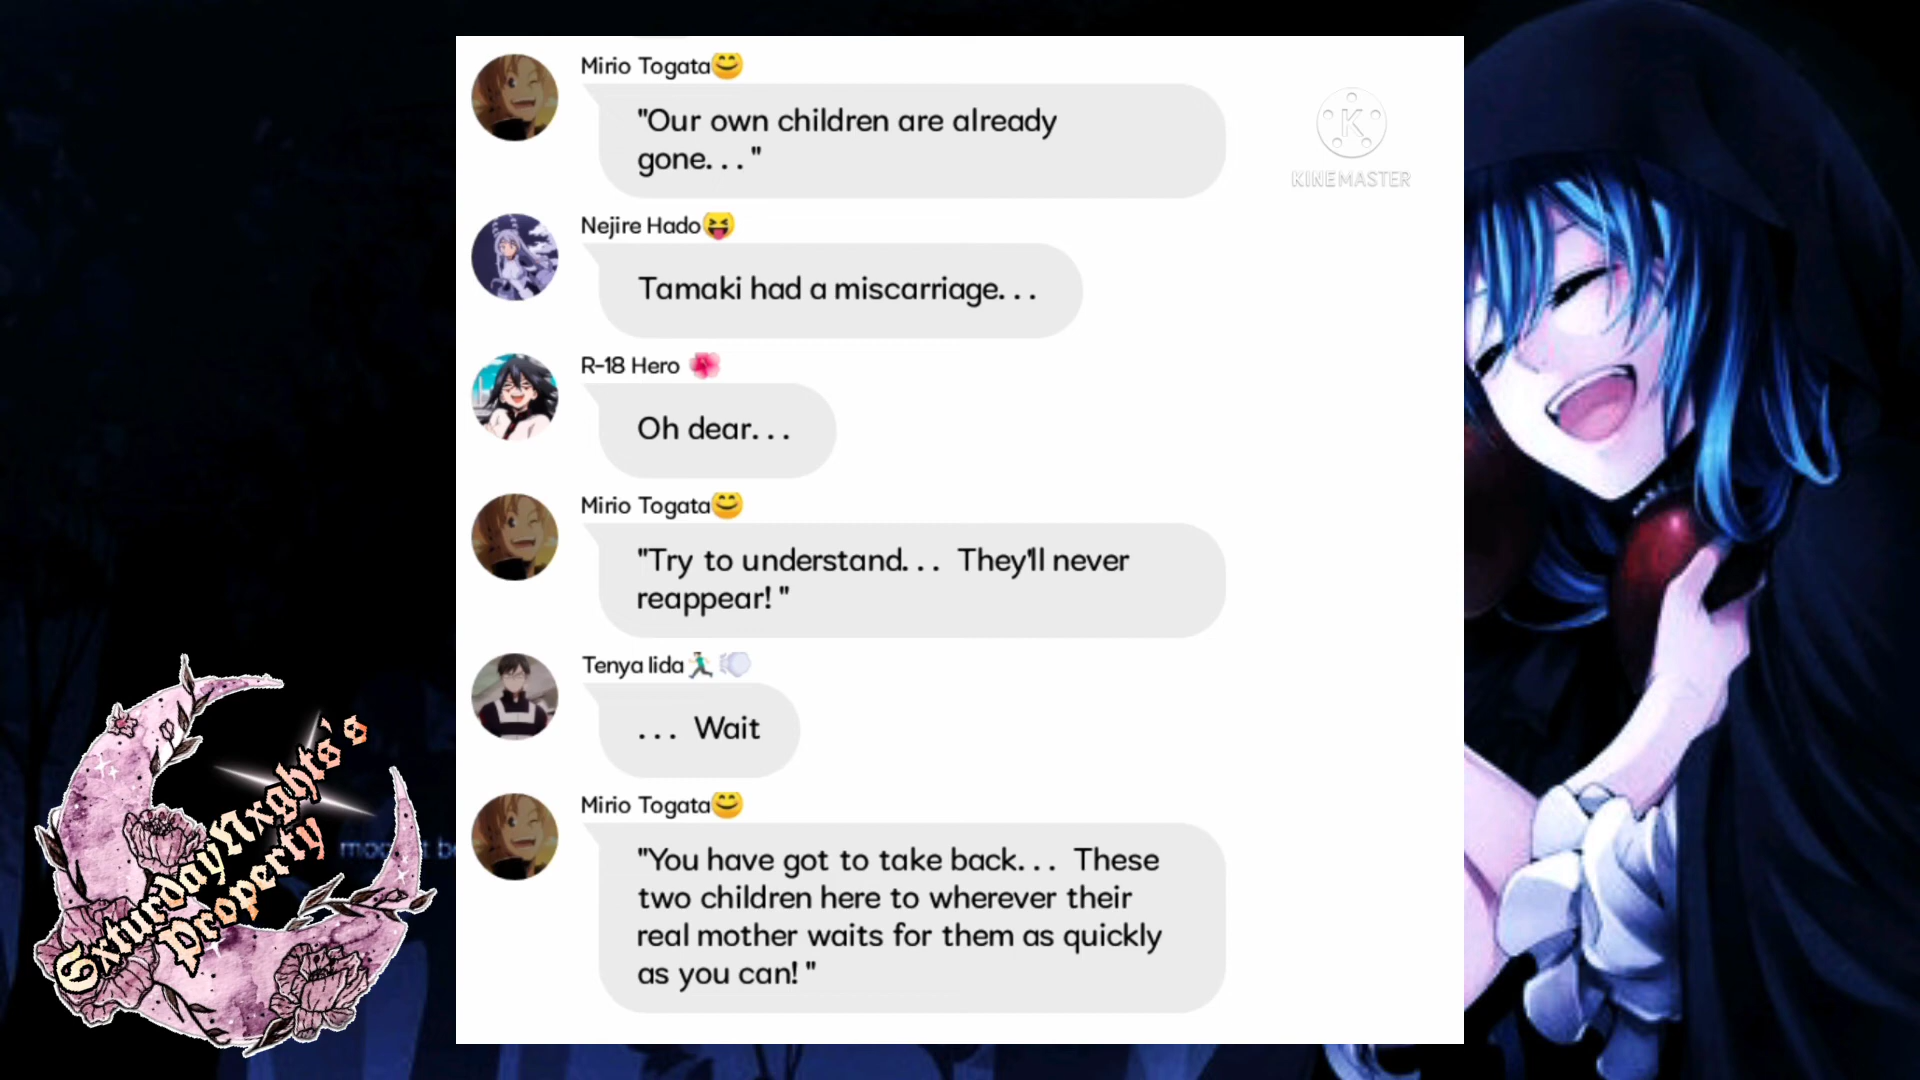 Mirio Togata😊
"Our own children are already
gone. . . "
KINEMASTER
Nejire Hado😝
Tamaki had a miscarriage. . .
R-18 Hero 🌺
Oh dear. . .
Mirio Togata😊
"Try to understand. . .  They'll never
reappear! "
Tenya Iida🏃🏻‍♂️💨
. . .  Wait
Mirio Togata😊
"You have got to take back. . .  These
two children here to wherever their
real mother waits for them as quickly
as you can! "
SxturdayNxghts's
Property